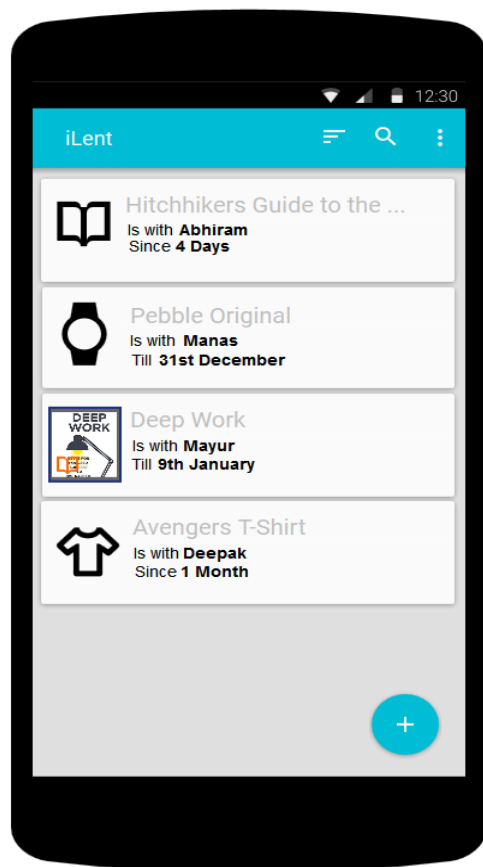 12:30
iLent
Hitchhikers Guide to the ...
Is with Abhiram
Since 4 Days
Pebble Original
Is with Manas
Till 31st December
DEEP
WORK
Deep Work
Is with Mayur
Till 9th January
Avengers T-Shirt
Is with Deepak
Since 1 Month